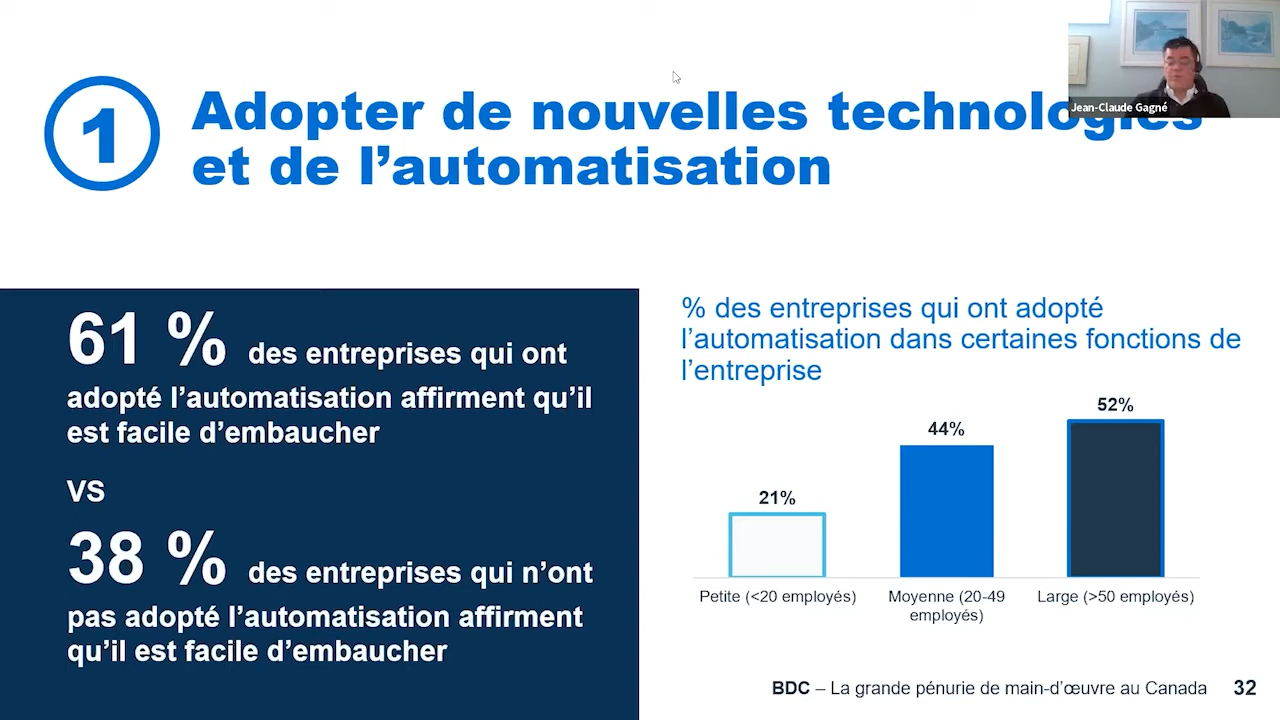 1
Adopter de nouvelles technologies
et de l’automatisation
Jean-Claude Gagné
61 % des entreprises qui ont
adopté l’automatisation affirment qu’il
est facile d’embaucher
VS
38 % des entreprises qui n’ont
pas adopté l’automatisation affirment
qu’il est facile d’embaucher
% des entreprises qui ont adopté
l’automatisation dans certaines fonctions de
l’entreprise
21%
44%
52%
Petite (<20 employés)
Moyenne (20-49
employés)
Large (>50 employés)
BDC – La grande pénurie de main-d’œuvre au Canada 32